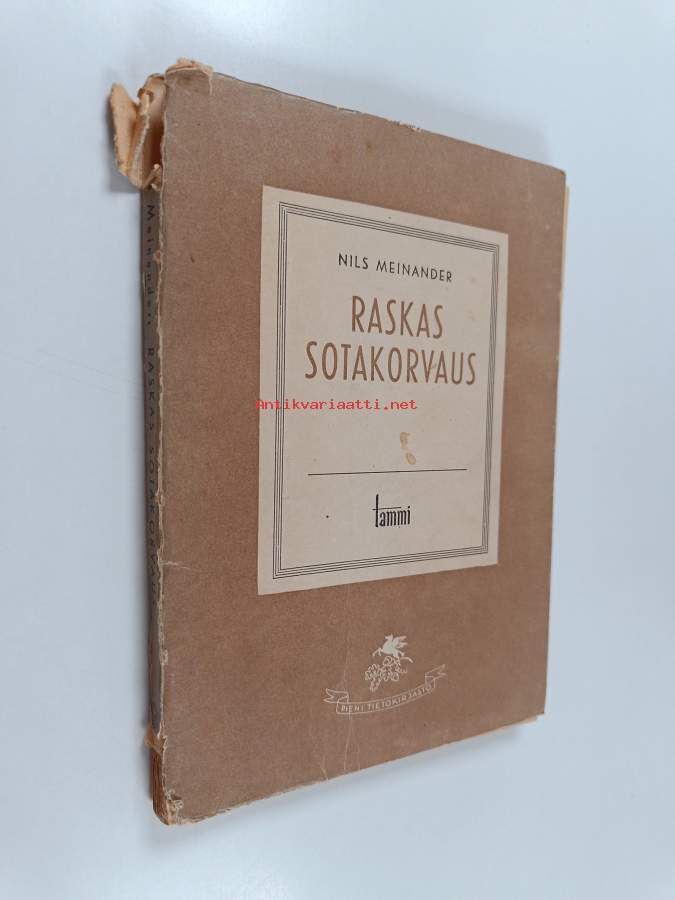 NILS MEINANDER
RASKAS
SOTAKORVAUS
Antikvariaatti.net
tammi
PIENI TIETOKIRJASTO
Meinander, RASKAS SOTAKORVAUS